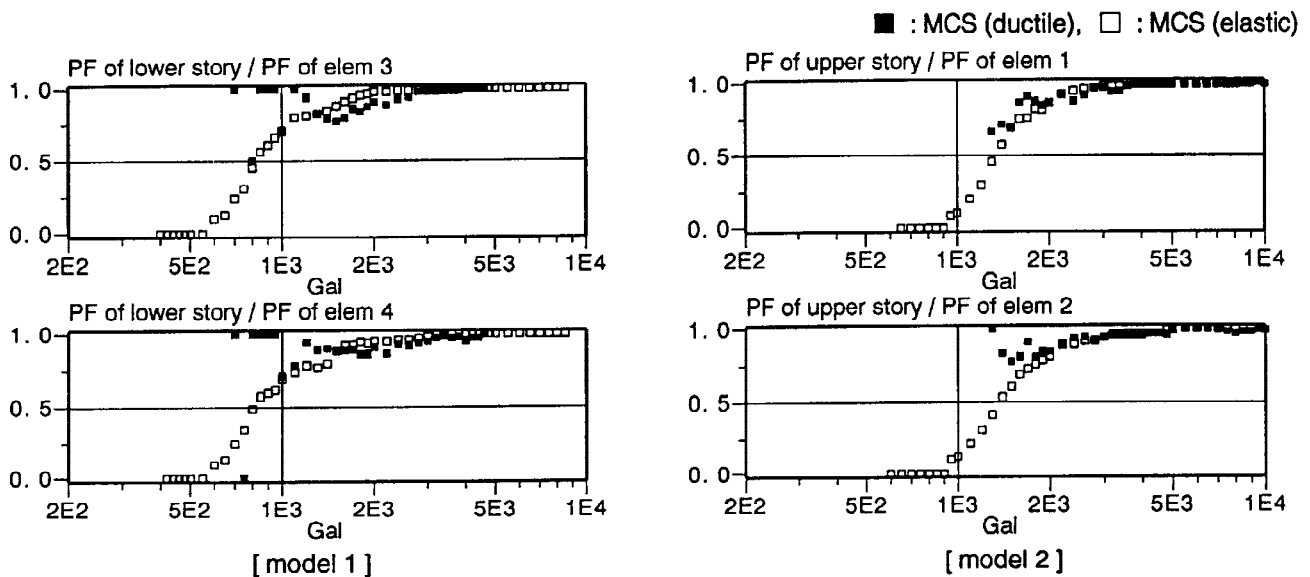 ■ : MCS (ductile), □ : MCS (elastic)
PF of lower story / PF of elem 3
1. 0
0. 5
0. 0
2E2 5E2 1E3 2E3 5E3 1E4
Gal
PF of lower story / PF of elem 4
1. 0
0. 5
0. 0
2E2 5E2 1E3 2E3 5E3 1E4
Gal
[ model 1 ]
PF of upper story / PF of elem 1
1. 0
0. 5
0. 0
2E2 5E2 1E3 2E3 5E3 1E4
Gal
PF of upper story / PF of elem 2
1. 0
0. 5
0. 0
2E2 5E2 1E3 2E3 5E3 1E4
Gal
[ model 2 ]